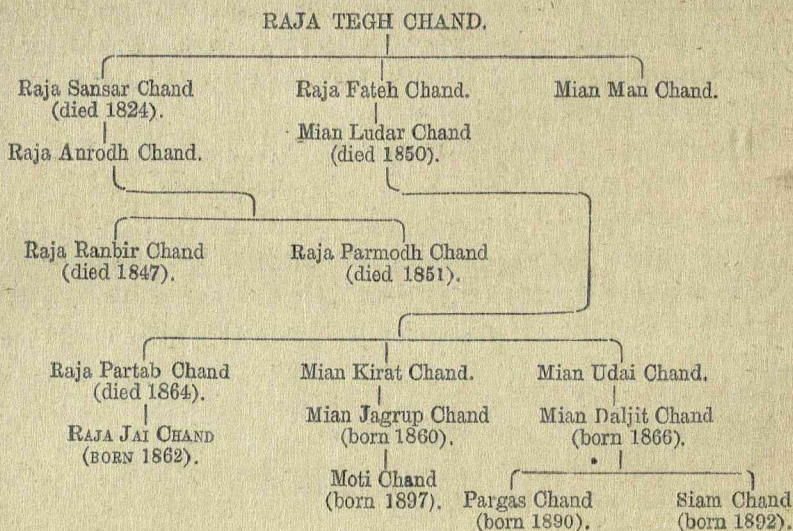 RAJA TEGH CHAND.
Raja Sansar Chand
(died 1824).
Raja Fateh Chand.
Mian Man Chand.
Raja Anrodh Chand.
Mian Ludar Chand
(died 1850).
Raja Ranbir Chand
(died 1847).
Raja Parmodh Chand
(died 1851).
Raja Partab Chand
(died 1864).
Mian Kirat Chand.
Mian Udai Chand.
RAJA JAI CHAND
(BORN 1862).
Mian Jagrup Chand
(born 1860).
Mian Daljit Chand
(born 1866).
Moti Chand
(born 1897).
Pargas Chand
(born 1890).
Siam Chand
(born 1892).